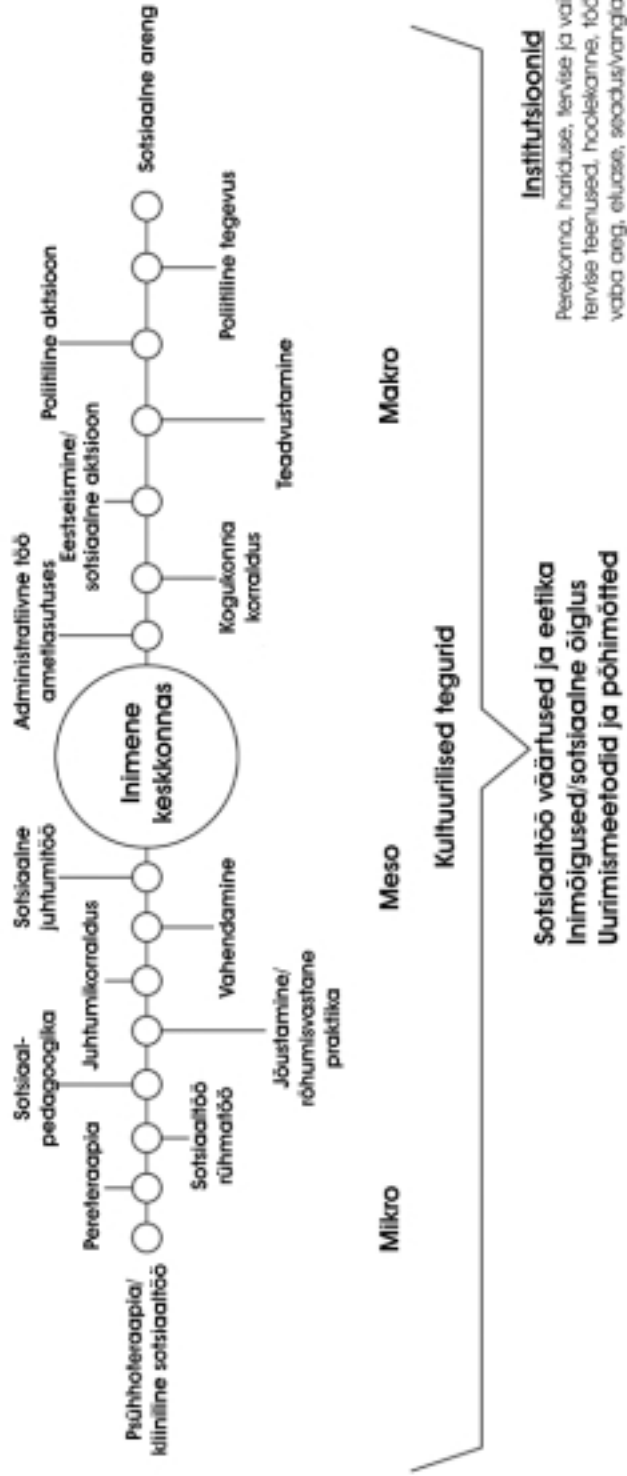 Psühhoteraapia/
kliiniline sotsiaaltöö
Pereteraapia
Sotsiaaltöö
rühmatöö
Sotsiaal-
pedagoogika
Jõustamine/
rõhumisvastane
praktika
Juhtumikorraldus
Vahendamine
Sotsiaalne
juhtumitöö
Inimene
keskkonnas
Administratiivne töö
ametiasutuses
Kogukonna
korraldus
Eestseismine/
sotsiaalne aktsioon
Teadvustamine
Poliitiline aktsioon
Poliitiline tegevus
Sotsiaalne areng
Mikro
Meso
Makro
Kultuurilised tegurid
Sotsiaaltöö väärtused ja eetika
Inimõigused/sotsiaalne õiglus
Uurimismeetodid ja põhimõtted
Institutsioonid
Perekonna, hariduse, tervise ja
tervise teenused, hoolekanne,
vaba aeg, eluase,